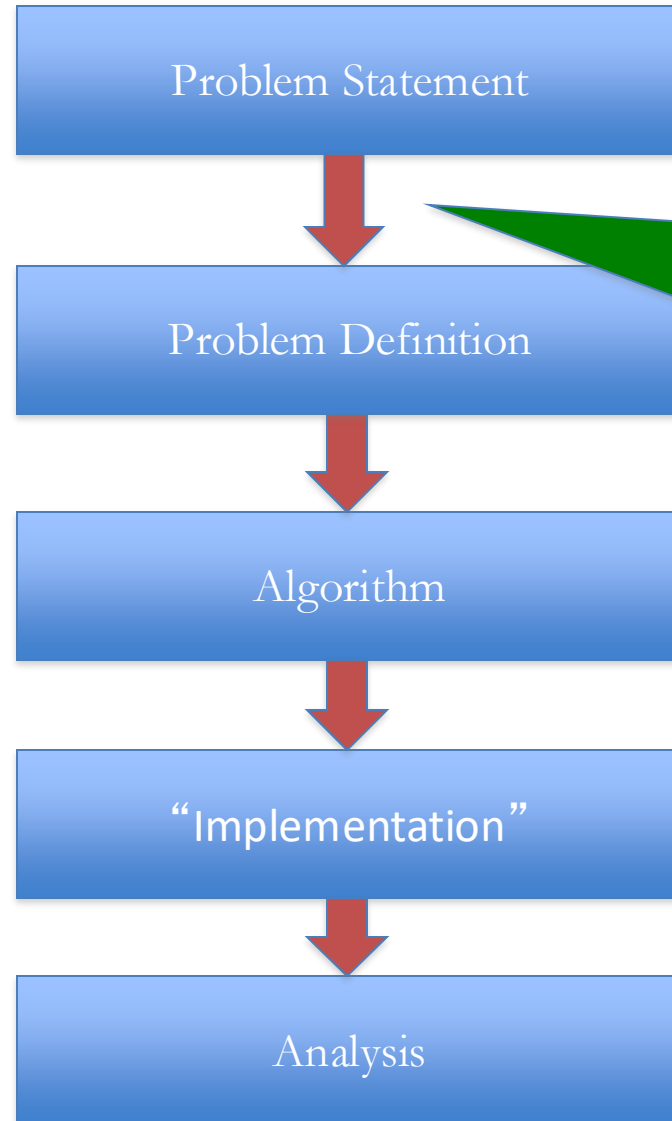 Problem Statement
Problem Definition
Algorithm
“Implementation”
Analysis